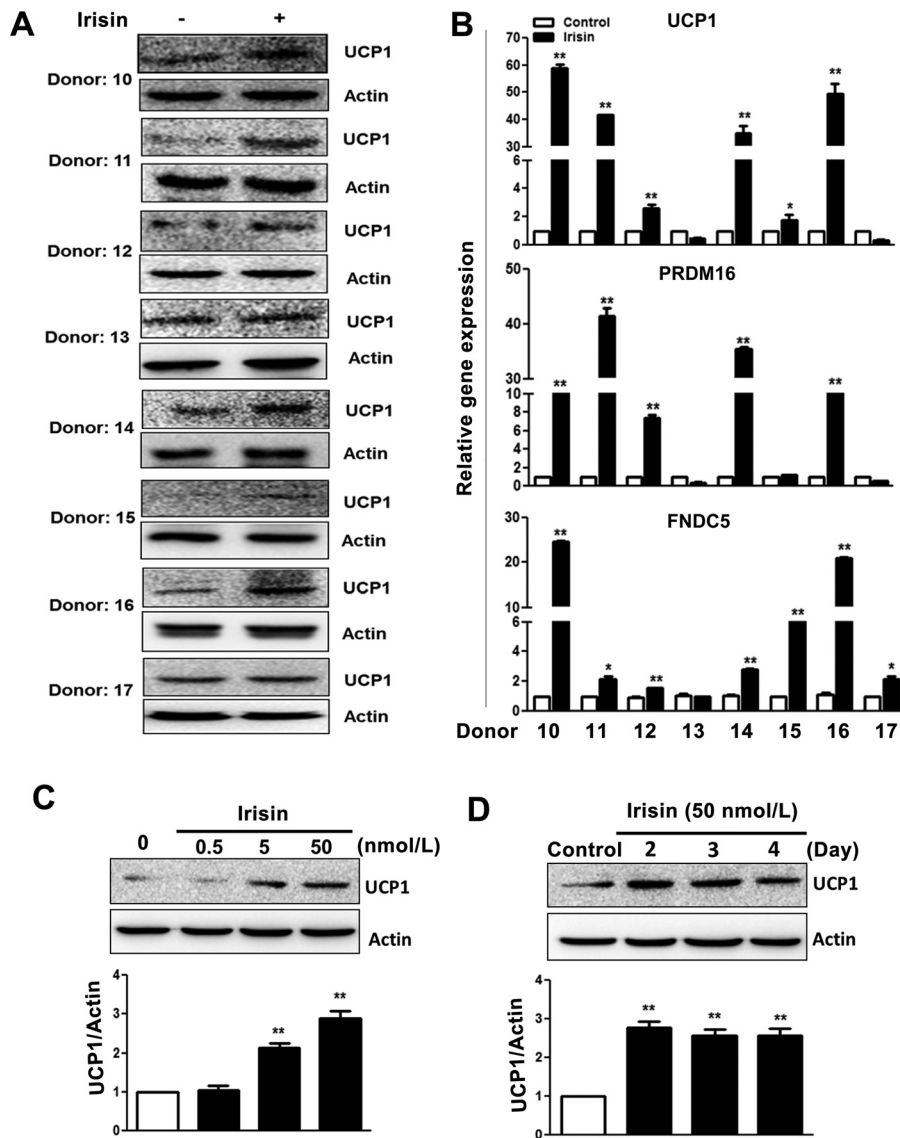 A
Irisin - +
UCP1
Donor: 10
Actin
UCP1
Donor: 11
Actin
UCP1
Donor: 12
Actin
UCP1
Donor: 13
Actin
UCP1
Donor: 14
Actin
UCP1
Donor: 15
Actin
UCP1
Donor: 16
Actin
UCP1
Donor: 17
Actin
B
Control
Irisin
UCP1
Relative gene expression
70
60
50
40
30
6
4
2
0
** ** ** ** * **
PRDM16
50
40
30
10
8
6
4
2
0
** ** ** ** **
FNDC5
30
20
10
6
4
2
0
** * ** ** ** ** *
Donor 10 11 12 13 14 15 16 17
C
Irisin
0 0.5 5 50 (nmol/L)
UCP1
Actin
UCP1/Actin
4
3
2
1
0
** **
D
Irisin (50 nmol/L)
Control 2 3 4 (Day)
UCP1
Actin
UCP1/Actin
4
3
2
1
0
** ** **